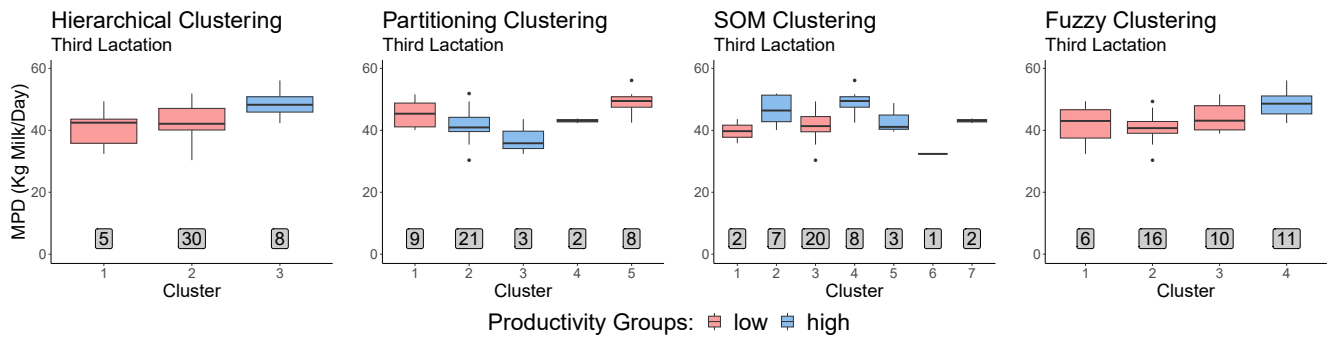 Hierarchical Clustering
Third Lactation
MPD (Kg Milk/Day)
60
40
20
0
5 30 8
1 2 3
Cluster
Partitioning Clustering
Third Lactation
60
40
20
0
9 21 3 2 8
1 2 3 4 5
Cluster
SOM Clustering
Third Lactation
60
40
20
0
2 7 20 8 3 1 2
1 2 3 4 5 6 7
Cluster
Fuzzy Clustering
Third Lactation
60
40
20
0
6 16 10 11
1 2 3 4
Cluster
Productivity Groups: low high